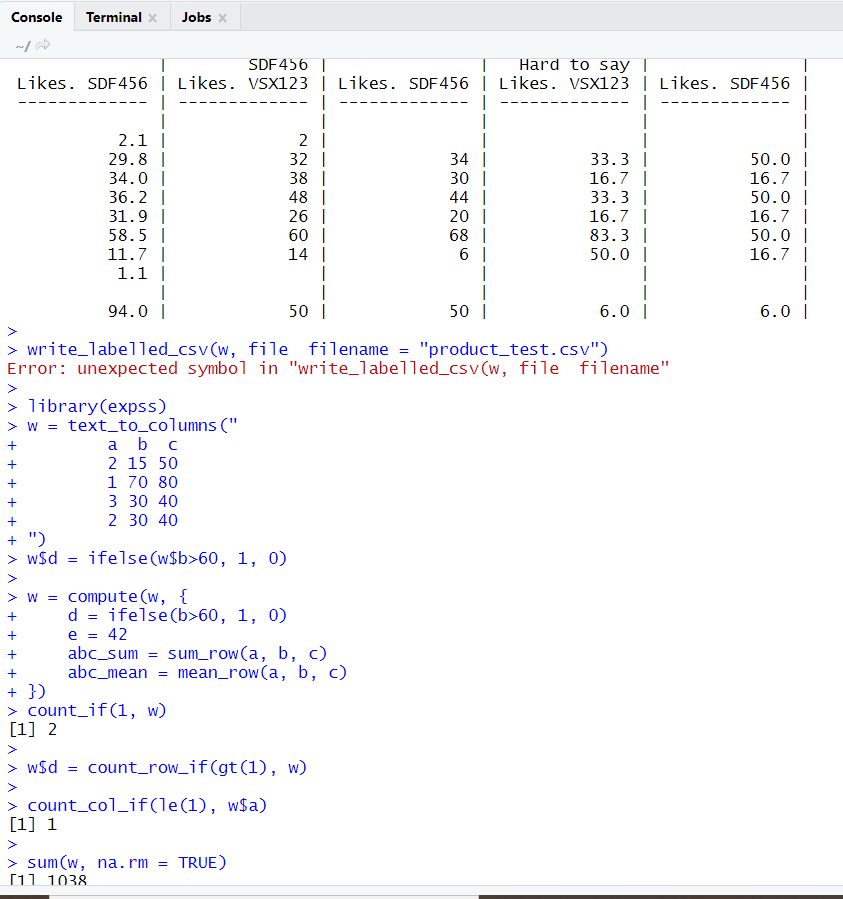 Console Terminal Jobs
~/
SDF456 | | Hard to say | |
Likes. SDF456 | Likes. VSX123 | Likes. SDF456 | Likes. VSX123 | Likes. SDF456 |
------------- | ------------- | ------------- | ------------- | ------------- |
| | | | |
2.1 | 2 | | | |
29.8 | 32 | 34 | 33.3 | 50.0 |
34.0 | 38 | 30 | 16.7 | 16.7 |
36.2 | 48 | 44 | 33.3 | 50.0 |
31.9 | 26 | 20 | 16.7 | 16.7 |
58.5 | 60 | 68 | 83.3 | 50.0 |
11.7 | 14 | 6 | 50.0 | 16.7 |
1.1 | | | | |
| | | | |
94.0 | 50 | 50 | 6.0 | 6.0 |
>
> write_labelled_csv(w, file  filename = "product_test.csv")
Error: unexpected symbol in "write_labelled_csv(w, file  filename"
>
> library(expss)
> w = text_to_columns("
+         a  b  c
+         2 15 50
+         1 70 80
+         3 30 40
+         2 30 40
+ ")
> w$d = ifelse(w$b>60, 1, 0)
>
> w = compute(w, {
+     d = ifelse(b>60, 1, 0)
+     e = 42
+     abc_sum = sum_row(a, b, c)
+     abc_mean = mean_row(a, b, c)
+ })
> count_if(1, w)
[1] 2
>
> w$d = count_row_if(gt(1), w)
>
> count_col_if(le(1), w$a)
[1] 1
>
> sum(w, na.rm = TRUE)
[1] 1038